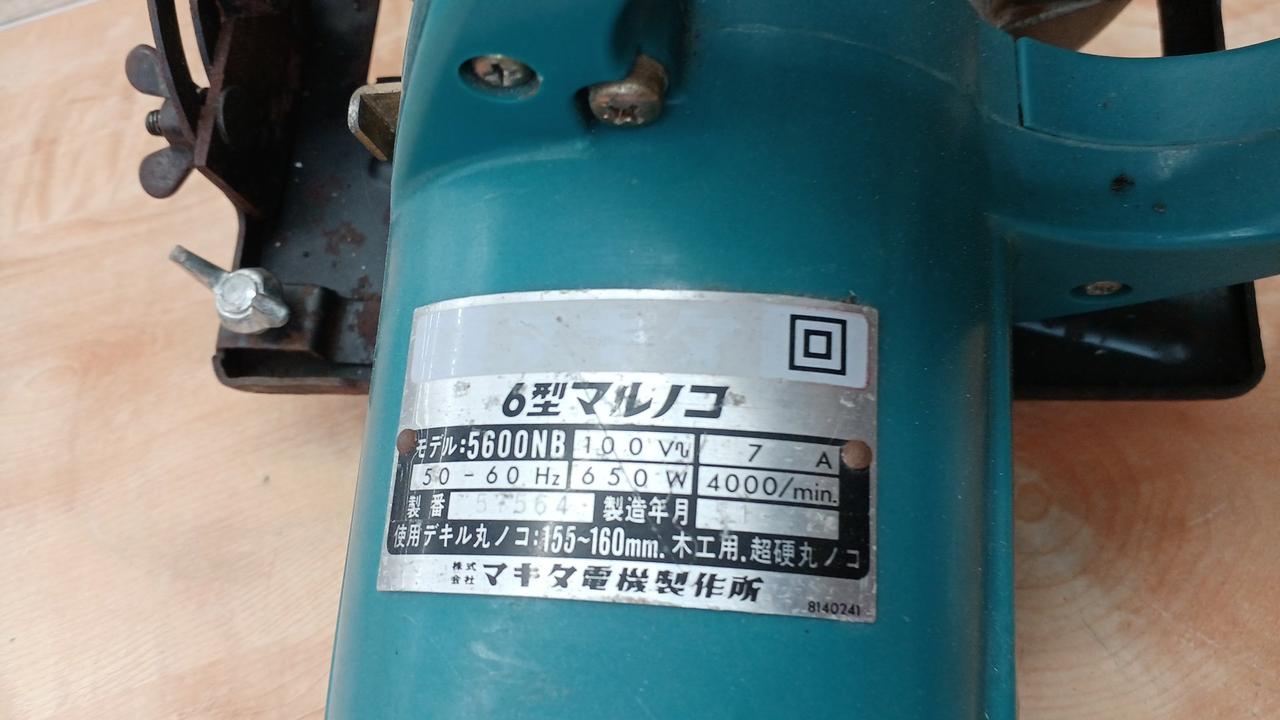 6型マルノコ
モデル:5600NB 100V 7 A
50-60 Hz 650W 4000/min.
製番 製造年月
使用デキル丸ノコ:155~160mm.木工用.超硬丸ノコ
株式会社 マキタ電機製作所
8140241